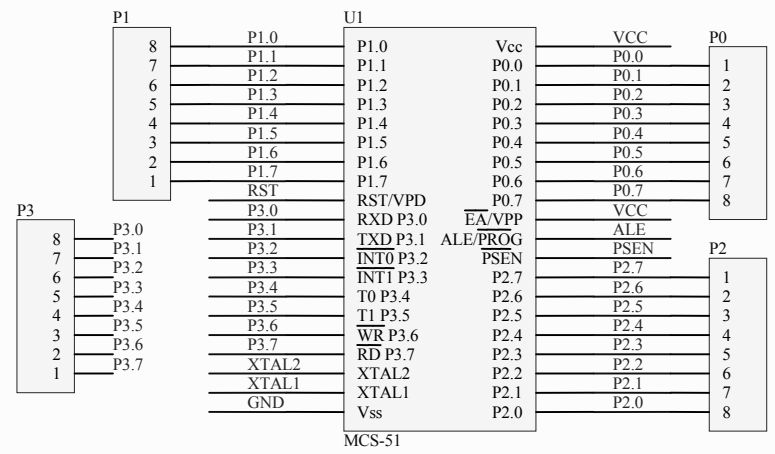 P1
8 P1.0
7 P1.1
6 P1.2
5 P1.3
4 P1.4
3 P1.5
2 P1.6
1 P1.7
RST
P3.0
P3.1
P3.2
P3.3
P3.4
P3.5
P3.6
P3.7
XTAL2
XTAL1
GND
P3
8 P3.0
7 P3.1
6 P3.2
5 P3.3
4 P3.4
3 P3.5
2 P3.6
1 P3.7
U1
P1.0 Vcc
P1.1 P0.0
P1.2 P0.1
P1.3 P0.2
P1.4 P0.3
P1.5 P0.4
P1.6 P0.5
P1.7 P0.6
RST/VPD P0.7
RXD P3.0 EA/VPP
TXD P3.1 ALE/PROG
INT0 P3.2 PSEN
INT1 P3.3 P2.7
T0 P3.4 P2.6
T1 P3.5 P2.5
WR P3.6 P2.4
RD P3.7 P2.3
XTAL2 P2.2
XTAL1 P2.1
Vss P2.0
MCS-51
VCC
P0
P0.0 1
P0.1 2
P0.2 3
P0.3 4
P0.4 5
P0.5 6
P0.6 7
P0.7 8
VCC
ALE
PSEN
P2
P2.7 1
P2.6 2
P2.5 3
P2.4 4
P2.3 5
P2.2 6
P2.1 7
P2.0 8